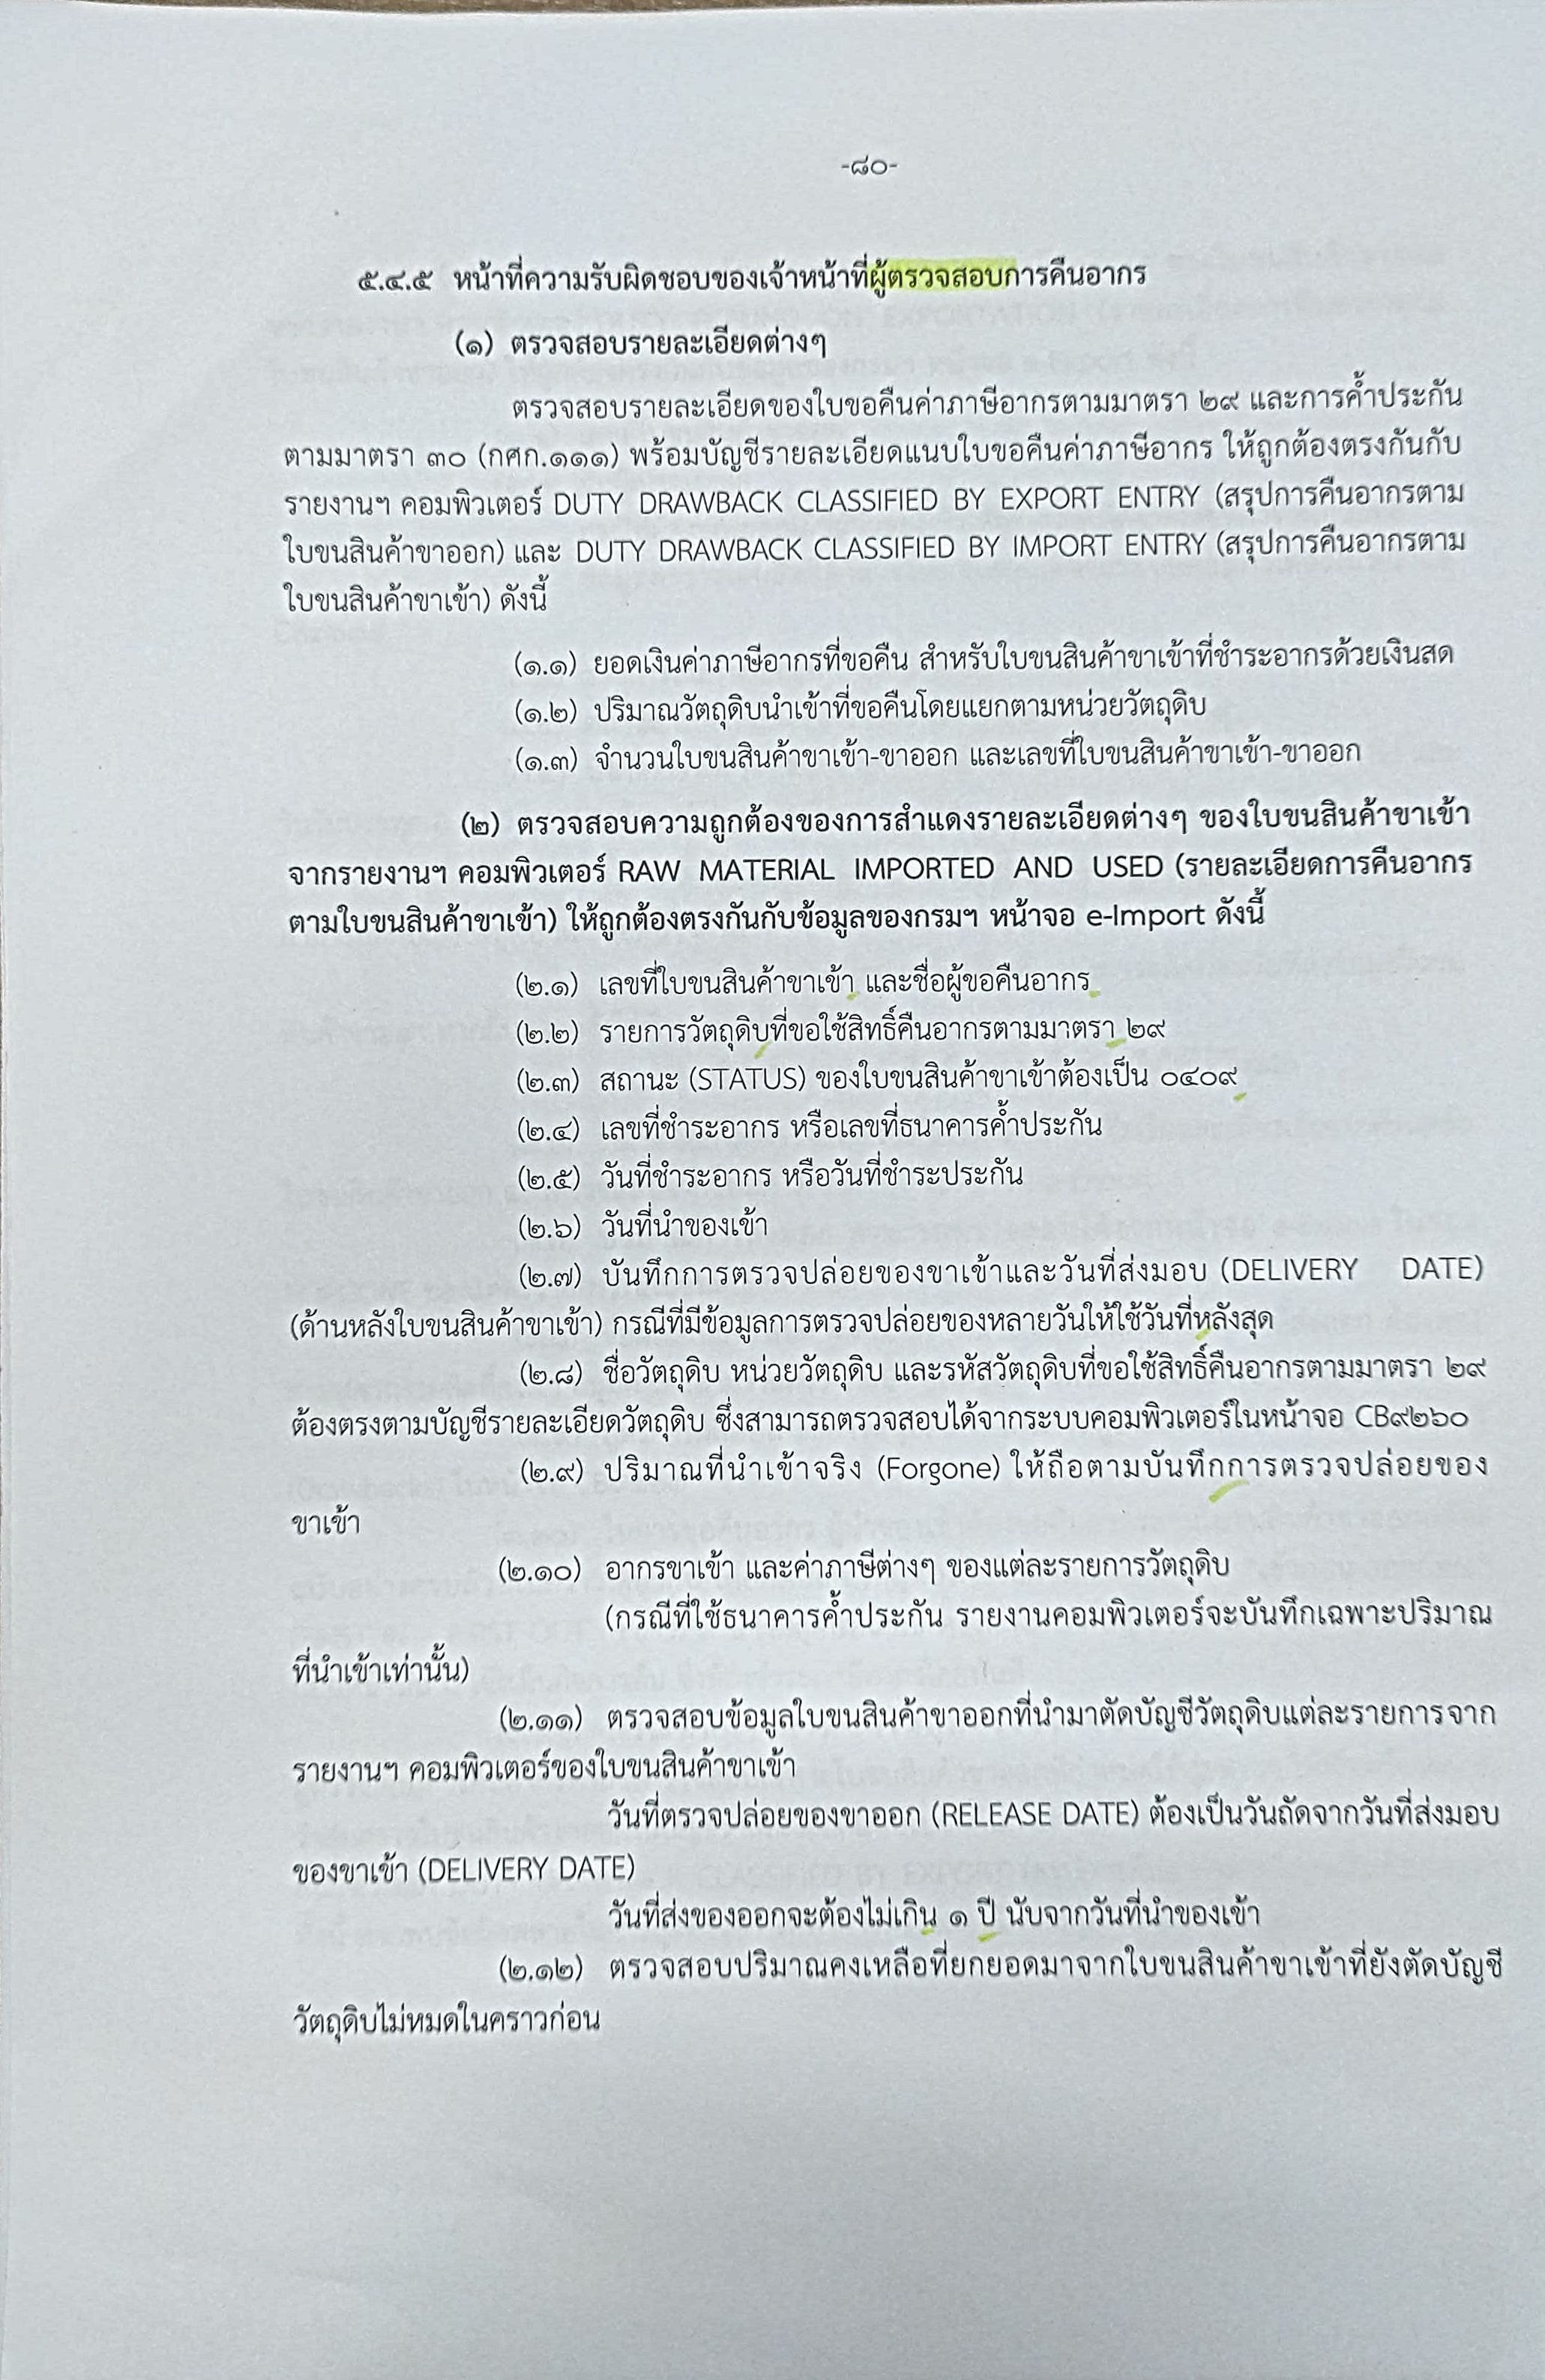 -๘๐-
๕.๔.๕ หน้าที่ความรับผิดชอบของเจ้าหน้าที่ผู้ตรวจสอบการคืนอากร
(๑) ตรวจสอบรายละเอียดต่างๆ
ตรวจสอบรายละเอียดของใบขอคืนค่าภาษีอากรตามมาตรา ๒๙ และการค้ำประกัน
ตามมาตรา ๓๐ (กศก.๑๑๑) พร้อมบัญชีรายละเอียดแนบใบขอคืนค่าภาษีอากร ให้ถูกต้องตรงกันกับ
รายงานฯ คอมพิวเตอร์ DUTY DRAWBACK CLASSIFIED BY EXPORT ENTRY (สรุปการคืนอากรตาม
ใบขนสินค้าขาออก) และ DUTY DRAWBACK CLASSIFIED BY IMPORT ENTRY (สรุปการคืนอากรตาม
ใบขนสินค้าขาเข้า) ดังนี้
(๑.๑) ยอดเงินค่าภาษีอากรที่ขอคืน สำหรับใบขนสินค้าขาเข้าที่ชำระอากรด้วยเงินสด
(๑.๒) ปริมาณวัตถุดิบนำเข้าที่ขอคืนโดยแยกตามหน่วยวัตถุดิบ
(๑.๓) จำนวนใบขนสินค้าขาเข้า-ขาออก และเลขที่ใบขนสินค้าขาเข้า-ขาออก
(๒) ตรวจสอบความถูกต้องของการสำแดงรายละเอียดต่างๆ ของใบขนสินค้าขาเข้า
จากรายงานฯ คอมพิวเตอร์ RAW MATERIAL IMPORTED AND USED (รายละเอียดการคืนอากร
ตามใบขนสินค้าขาเข้า) ให้ถูกต้องตรงกันกับข้อมูลของกรมฯ หน้าจอ e-Import ดังนี้
(๒.๑) เลขที่ใบขนสินค้าขาเข้า และชื่อผู้ขอคืนอากร
(๒.๒) รายการวัตถุดิบที่ขอใช้สิทธิ์คืนอากรตามมาตรา ๒๙
(๒.๓) สถานะ (STATUS) ของใบขนสินค้าขาเข้าต้องเป็น ๐๔๐๙
(๒.๔) เลขที่ชำระอากร หรือเลขที่ธนาคารค้ำประกัน
(๒.๕) วันที่ชำระอากร หรือวันที่ชำระประกัน
(๒.๖) วันที่นำของเข้า
(๒.๗) บันทึกการตรวจปล่อยของขาเข้าและวันที่ส่งมอบ (DELIVERY DATE)
(ด้านหลังใบขนสินค้าขาเข้า) กรณีที่มีข้อมูลการตรวจปล่อยของหลายวันให้ใช้วันที่หลังสุด
(๒.๘) ชื่อวัตถุดิบ หน่วยวัตถุดิบ และรหัสวัตถุดิบที่ขอใช้สิทธิ์คืนอากรตามมาตรา ๒๙
ต้องตรงตามบัญชีรายละเอียดวัตถุดิบ ซึ่งสามารถตรวจสอบได้จากระบบคอมพิวเตอร์ในหน้าจอ CB๙๒๖๐
(๒.๙) ปริมาณที่นำเข้าจริง (Forgone) ให้ถือตามบันทึกการตรวจปล่อยของ
ขาเข้า
(๒.๑๐) อากรขาเข้า และค่าภาษีต่างๆ ของแต่ละรายการวัตถุดิบ
(กรณีที่ใช้ธนาคารค้ำประกัน รายงานคอมพิวเตอร์จะบันทึกเฉพาะปริมาณ
ที่นำเข้าเท่านั้น)
(๒.๑๑) ตรวจสอบข้อมูลใบขนสินค้าขาออกที่นำมาตัดบัญชีวัตถุดิบแต่ละรายการจาก
รายงานฯ คอมพิวเตอร์ของใบขนสินค้าขาเข้า
วันที่ตรวจปล่อยของขาออก (RELEASE DATE) ต้องเป็นวันถัดจากวันที่ส่งมอบ
ของขาเข้า (DELIVERY DATE)
วันที่ส่งของออกจะต้องไม่เกิน ๑ ปี นับจากวันที่นำของเข้า
(๒.๑๒) ตรวจสอบปริมาณคงเหลือที่ยกยอดมาจากใบขนสินค้าขาเข้าที่ยังตัดบัญชี
วัตถุดิบไม่หมดในคราวก่อน